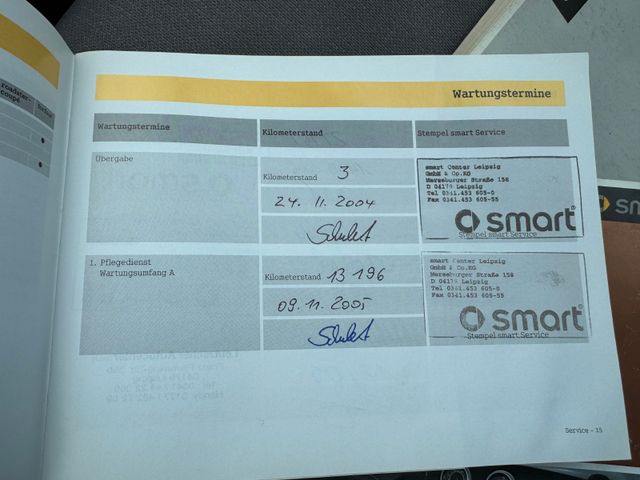 roadster-
coupé
Wartungstermine
Wartungstermine
Kilometerstand
Stempel smart Service
Übergabe
Kilometerstand 3
24. 11. 2004
smart Center Leipzig
GmbH & Co.KG
Merseburger Straße 158
D 04179 Leipzig
Tel 0341.453 605-0
Fax 0341.453 605-55
smart
Stempel smart Service
1. Pflegedienst
Wartungsumfang A
Kilometerstand 13 196
09. 11. 2005
smart Center Leipzig
GmbH & Co.KG
Merseburger Straße 158
D 04179 Leipzig
Tel 0341.453 605-0
Fax 0341.453 605-55
smart
Stempel smart Service
Service - 15